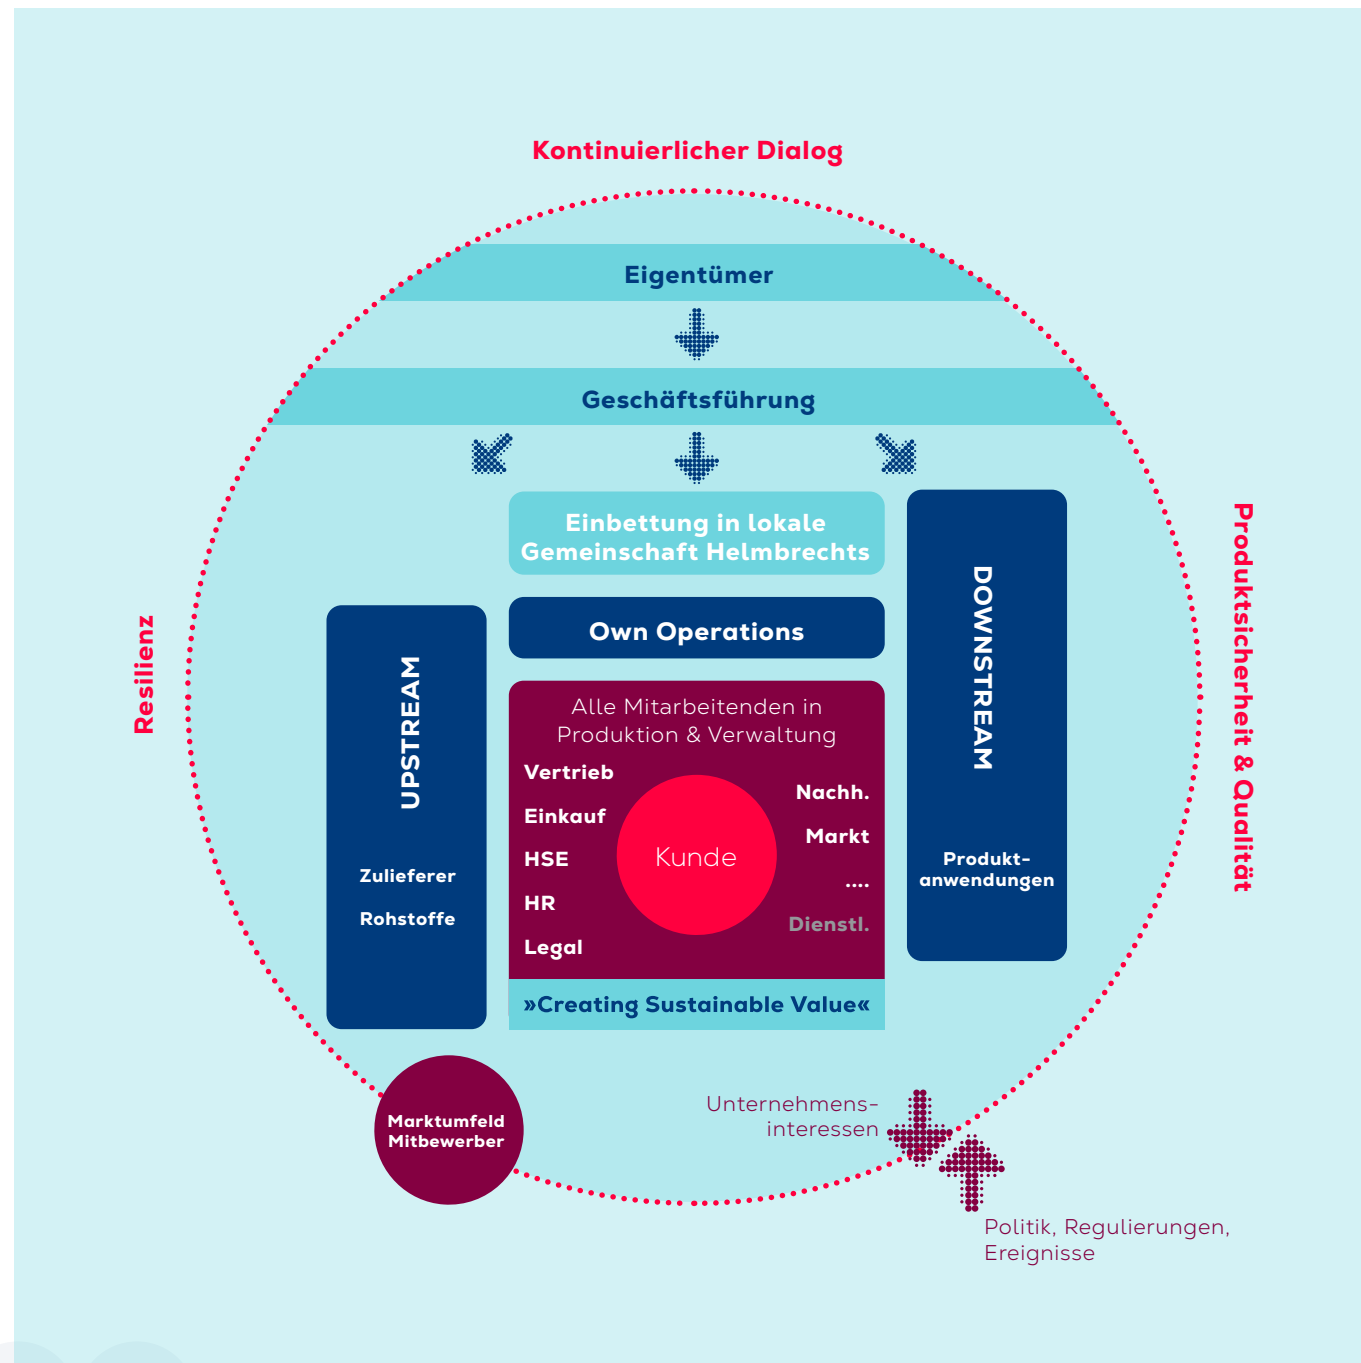 Kontinuierlicher Dialog
Eigentümer
Geschäftsführung
Einbettung in lokale
Gemeinschaft Helmbrechts
Own Operations
Resilienz
UPSTREAM
Zulieferer
Rohstoffe
Alle Mitarbeitenden in
Produktion & Verwaltung
Vertrieb
Einkauf
HSE
HR
Legal
Kunde
Nachh.
Markt
....
Dienstl.
»Creating Sustainable Value«
DOWNSTREAM
Produkt-
anwendungen
Produktsicherheit & Qualität
Marktumfeld
Mitbewerber
Unternehmens-
interessen
Politik, Regulierungen,
Ereignisse